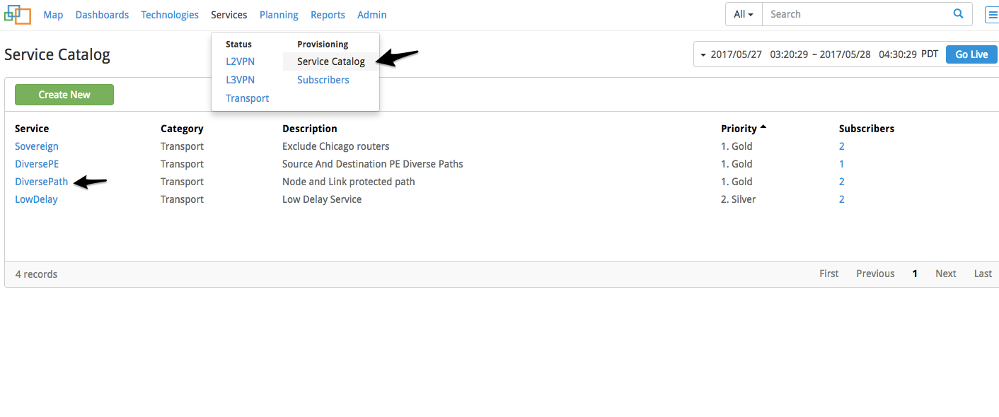 Map Dashboards Technologies Services Planning Reports Admin All Search
Status Provisioning
Service Catalog 2017/05/27 03:20:29 – 2017/05/28 04:30:29 PDT Go Live
L2VPN Service Catalog
L3VPN Subscribers
Transport
Create New
Service Category Description Priority Subscribers
Sovereign Transport Exclude Chicago routers 1. Gold 2
DiversePE Transport Source And Destination PE Diverse Paths 1. Gold 1
DiversePath Transport Node and Link protected path 1. Gold 2
LowDelay Transport Low Delay Service 2. Silver 2
4 records First Previous 1 Next Last